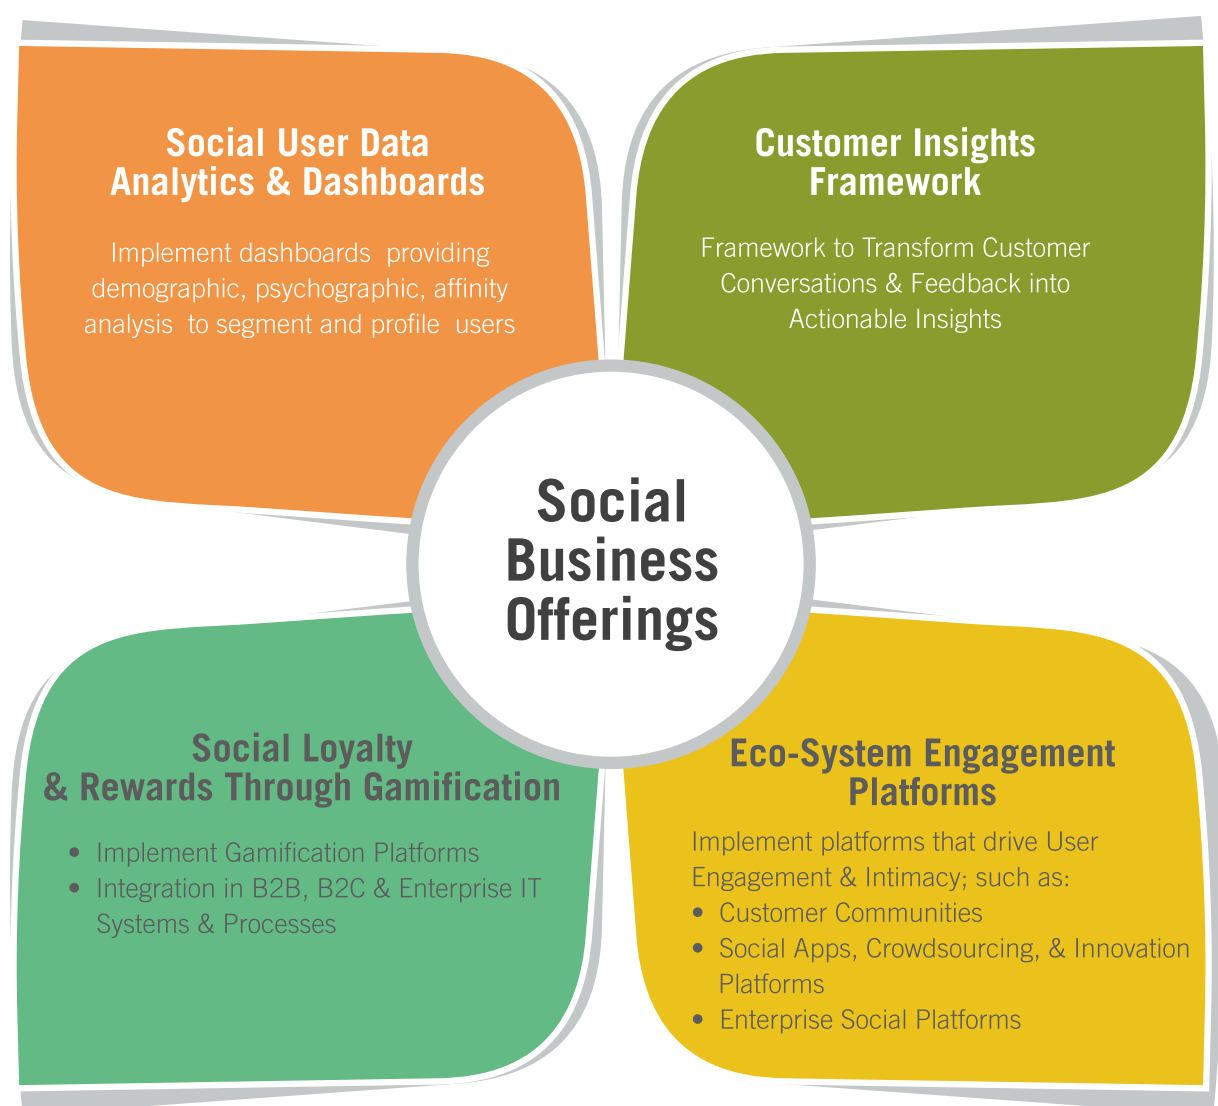 Social User Data
Analytics & Dashboards
Implement dashboards providing
demographic, psychographic, affinity
analysis to segment and profile users
Customer Insights
Framework
Framework to Transform Customer
Conversations & Feedback into
Actionable Insights
Social
Business
Offerings
Social Loyalty
& Rewards Through Gamification
• Implement Gamification Platforms
• Integration in B2B, B2C & Enterprise IT
Systems & Processes
Eco-System Engagement
Platforms
Implement platforms that drive User
Engagement & Intimacy; such as:
• Customer Communities
• Social Apps, Crowdsourcing, & Innovation
Platforms
• Enterprise Social Platforms